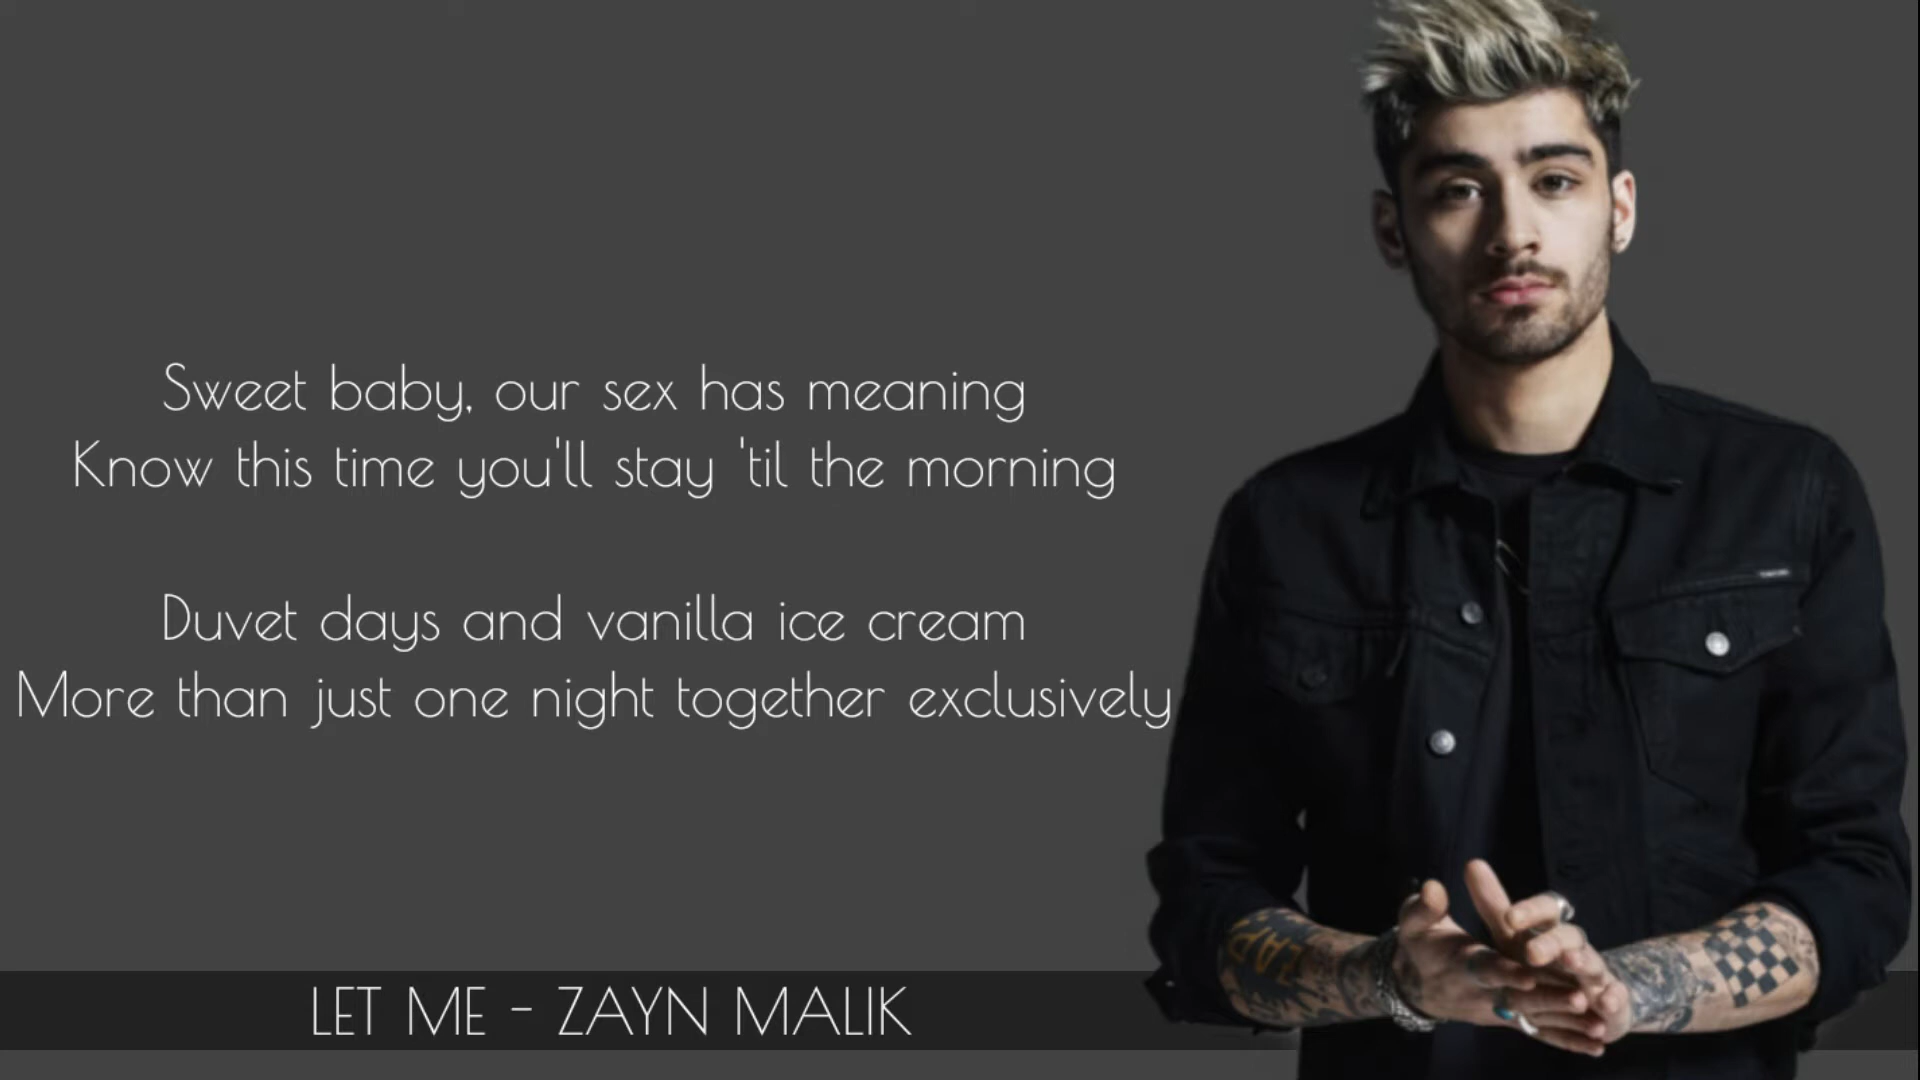 Sweet baby, our sex has meaning
Know this time you'll stay 'til the morning
Duvet days and vanilla ice cream
More than just one night together exclusively
LET ME - ZAYN MALIK
ZAP